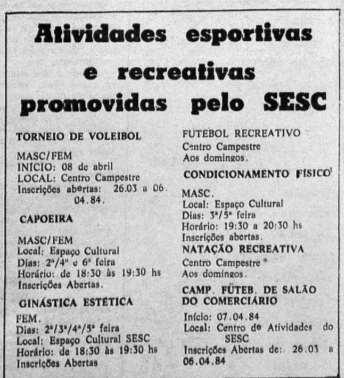 Atividades esportivas
e recreativas
promovidas pelo SESC
TORNEIO DE VOLEIBOL
MASC/FEM
INÍCIO: 08 de abril
LOCAL: Centro Campestre
Inscrições abertas: 26.03 a 06.
04.84.
CAPOEIRA
MASC/FEM
Local: Espaço Cultural
Dias: 2ª/4ª e 6ª feira
Horário: de 18:30 às 19:30 hs
Inscrições Abertas.
GINÁSTICA ESTÉTICA
FEM.
Dias: 2ª/3ª/4ª/5ª feira
Local: Espaço Cultural SESC
Horário: de 18:30 às 19:30 hs
Inscrições Abertas
FUTEBOL RECREATIVO
Centro Campestre
Aos domingos.
CONDICIONAMENTO FÍSICO
MASC.
Local: Espaço Cultural
Dias: 3ª/5ª feira
Horário: 19:30 a 20:30 hs
Inscrições abertas.
NATAÇÃO RECREATIVA
Centro Campestre
Aos domingos.
CAMP. FÚTEB. DE SALÃO
DO COMERCIÁRIO
Início: 07.04.84
Local: Centro de Atividades do
SESC
Inscrições Abertas de: 26.03 a
06.04.84